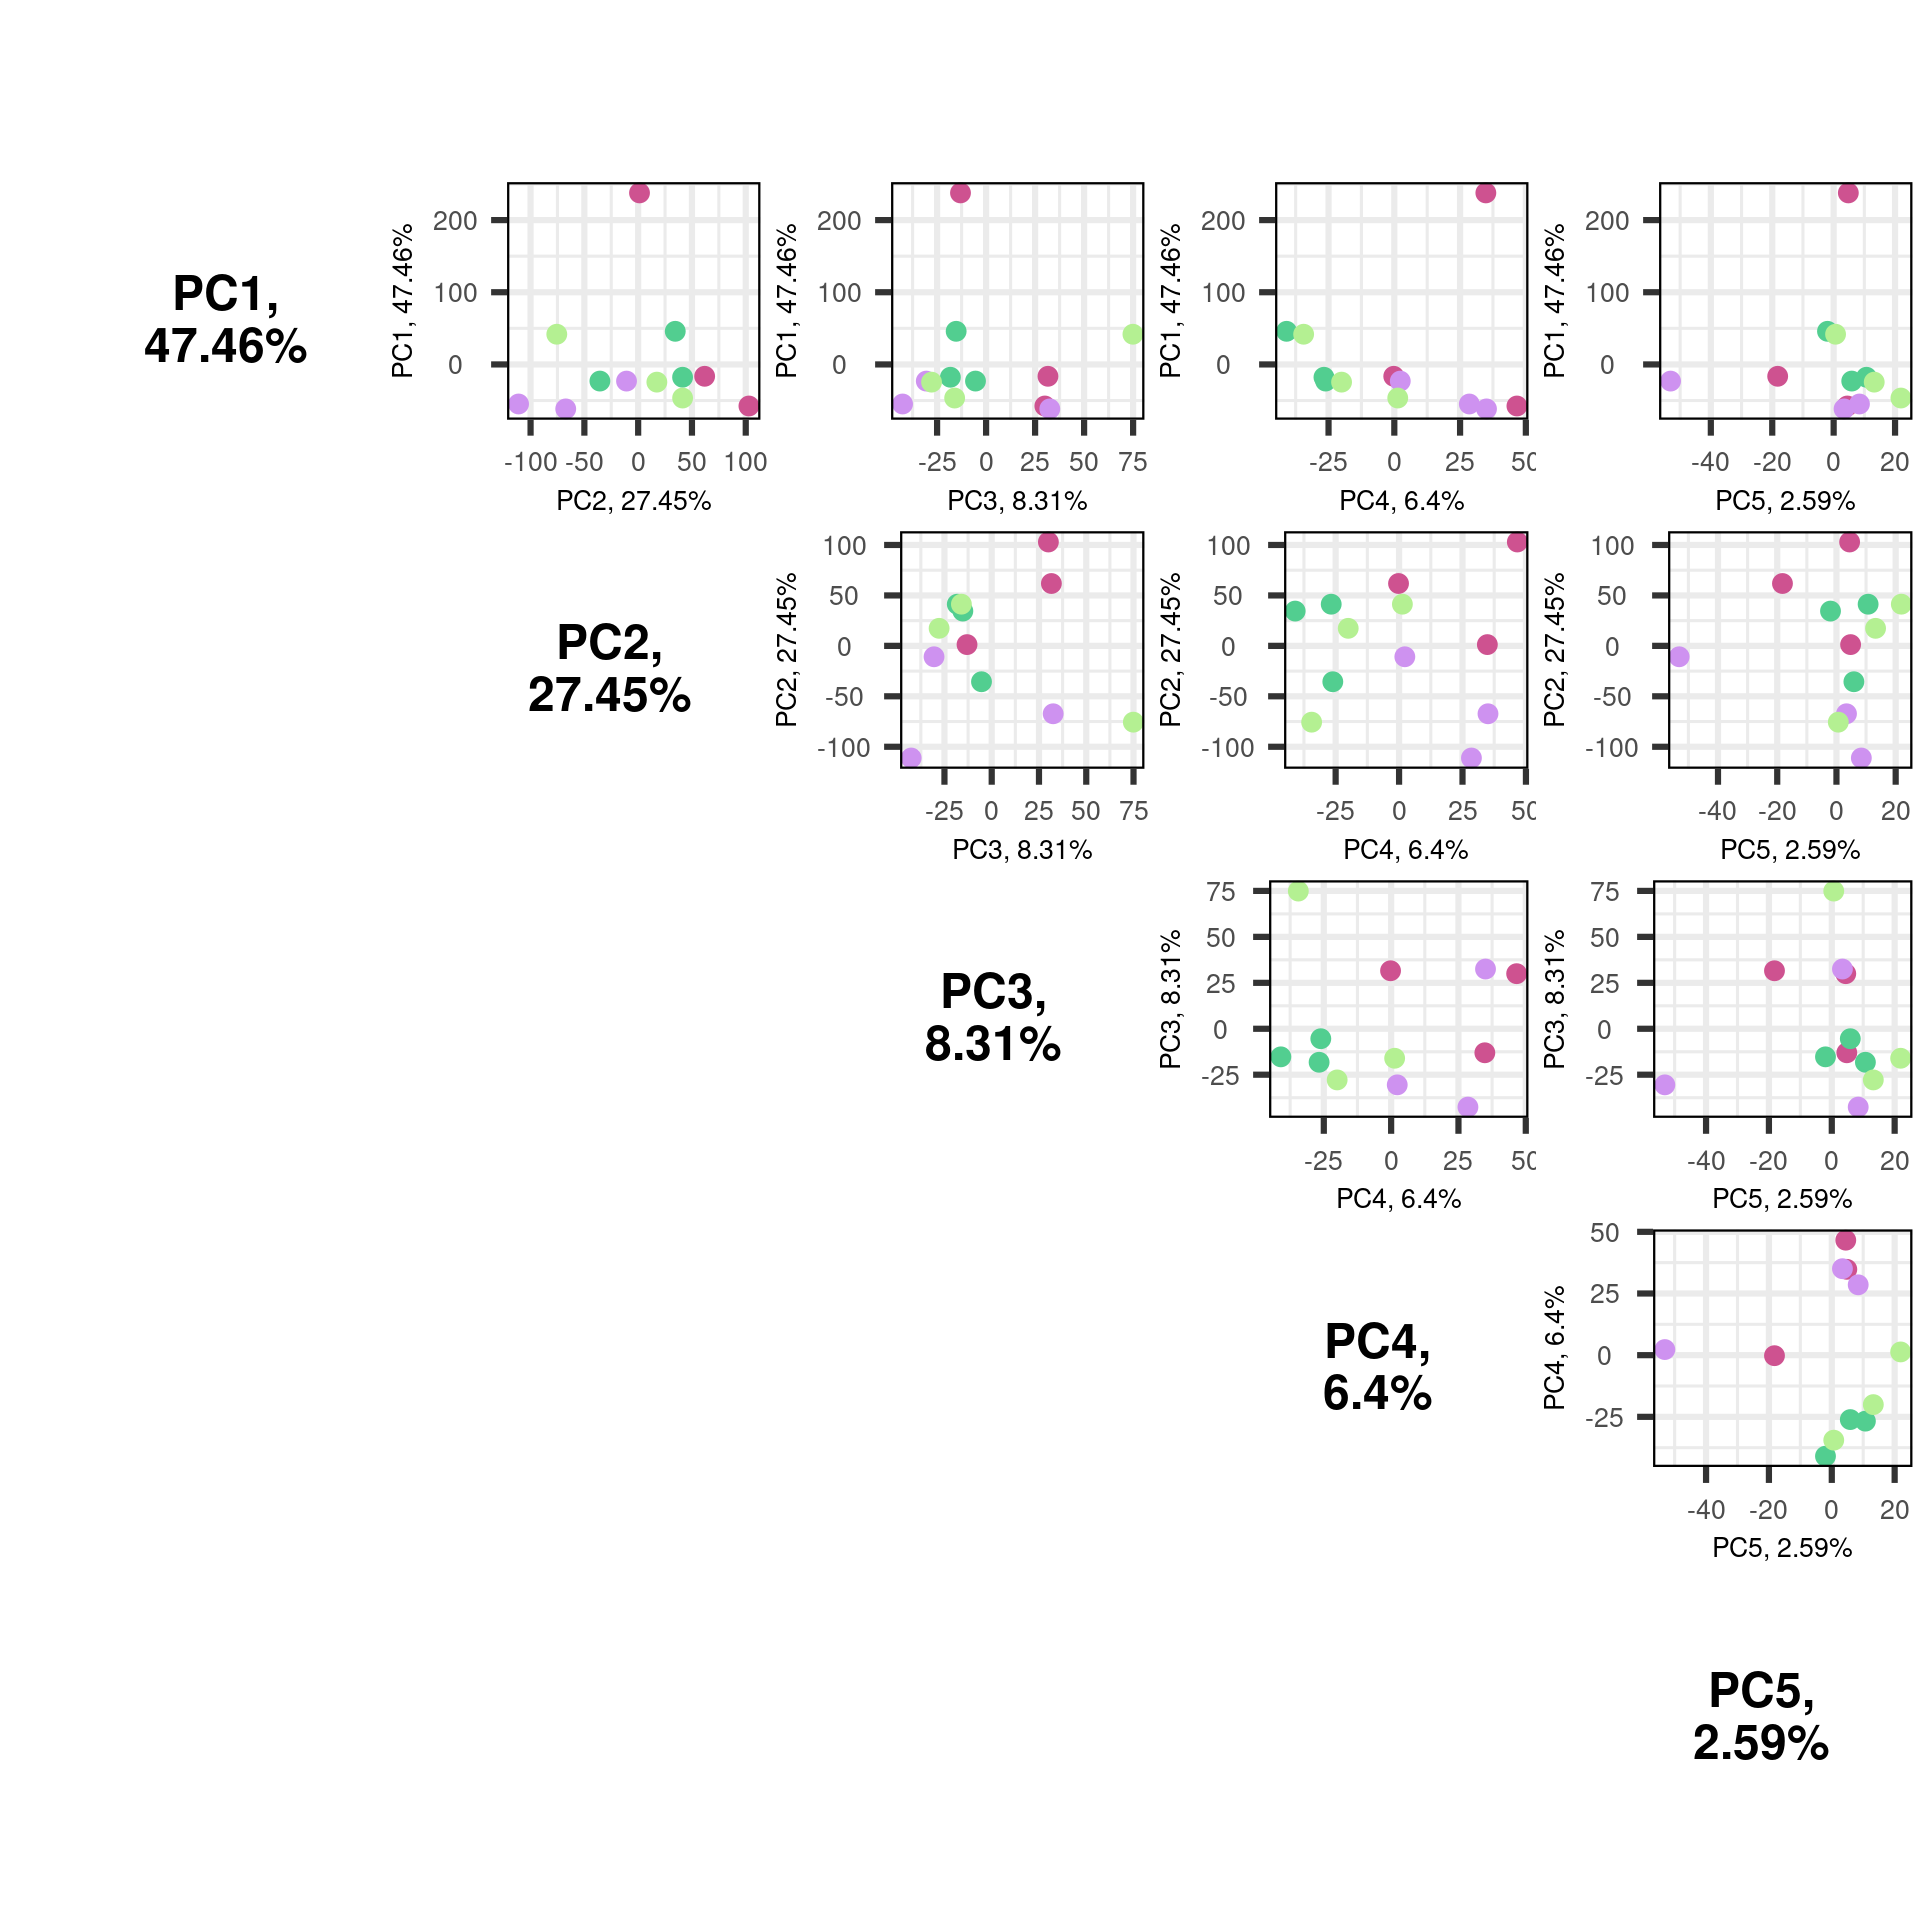 PC1,
47.46%
PC1, 47.46%
200
100
0
-100 -50 0 50 100
PC2, 27.45%
PC1, 47.46%
200
100
0
-25 0 25 50 75
PC3, 8.31%
PC1, 47.46%
200
100
0
-25 0 25 50
PC4, 6.4%
PC1, 47.46%
200
100
0
-40 -20 0 20
PC5, 2.59%
PC2,
27.45%
PC2, 27.45%
100
50
0
-50
-100
-25 0 25 50 75
PC3, 8.31%
PC2, 27.45%
100
50
0
-50
-100
-25 0 25 50
PC4, 6.4%
PC2, 27.45%
100
50
0
-50
-100
-40 -20 0 20
PC5, 2.59%
PC3,
8.31%
PC3, 8.31%
75
50
25
0
-25
-25 0 25 50
PC4, 6.4%
PC3, 8.31%
75
50
25
0
-25
-40 -20 0 20
PC5, 2.59%
PC4,
6.4%
PC4, 6.4%
50
25
0
-25
-40 -20 0 20
PC5, 2.59%
PC5,
2.59%